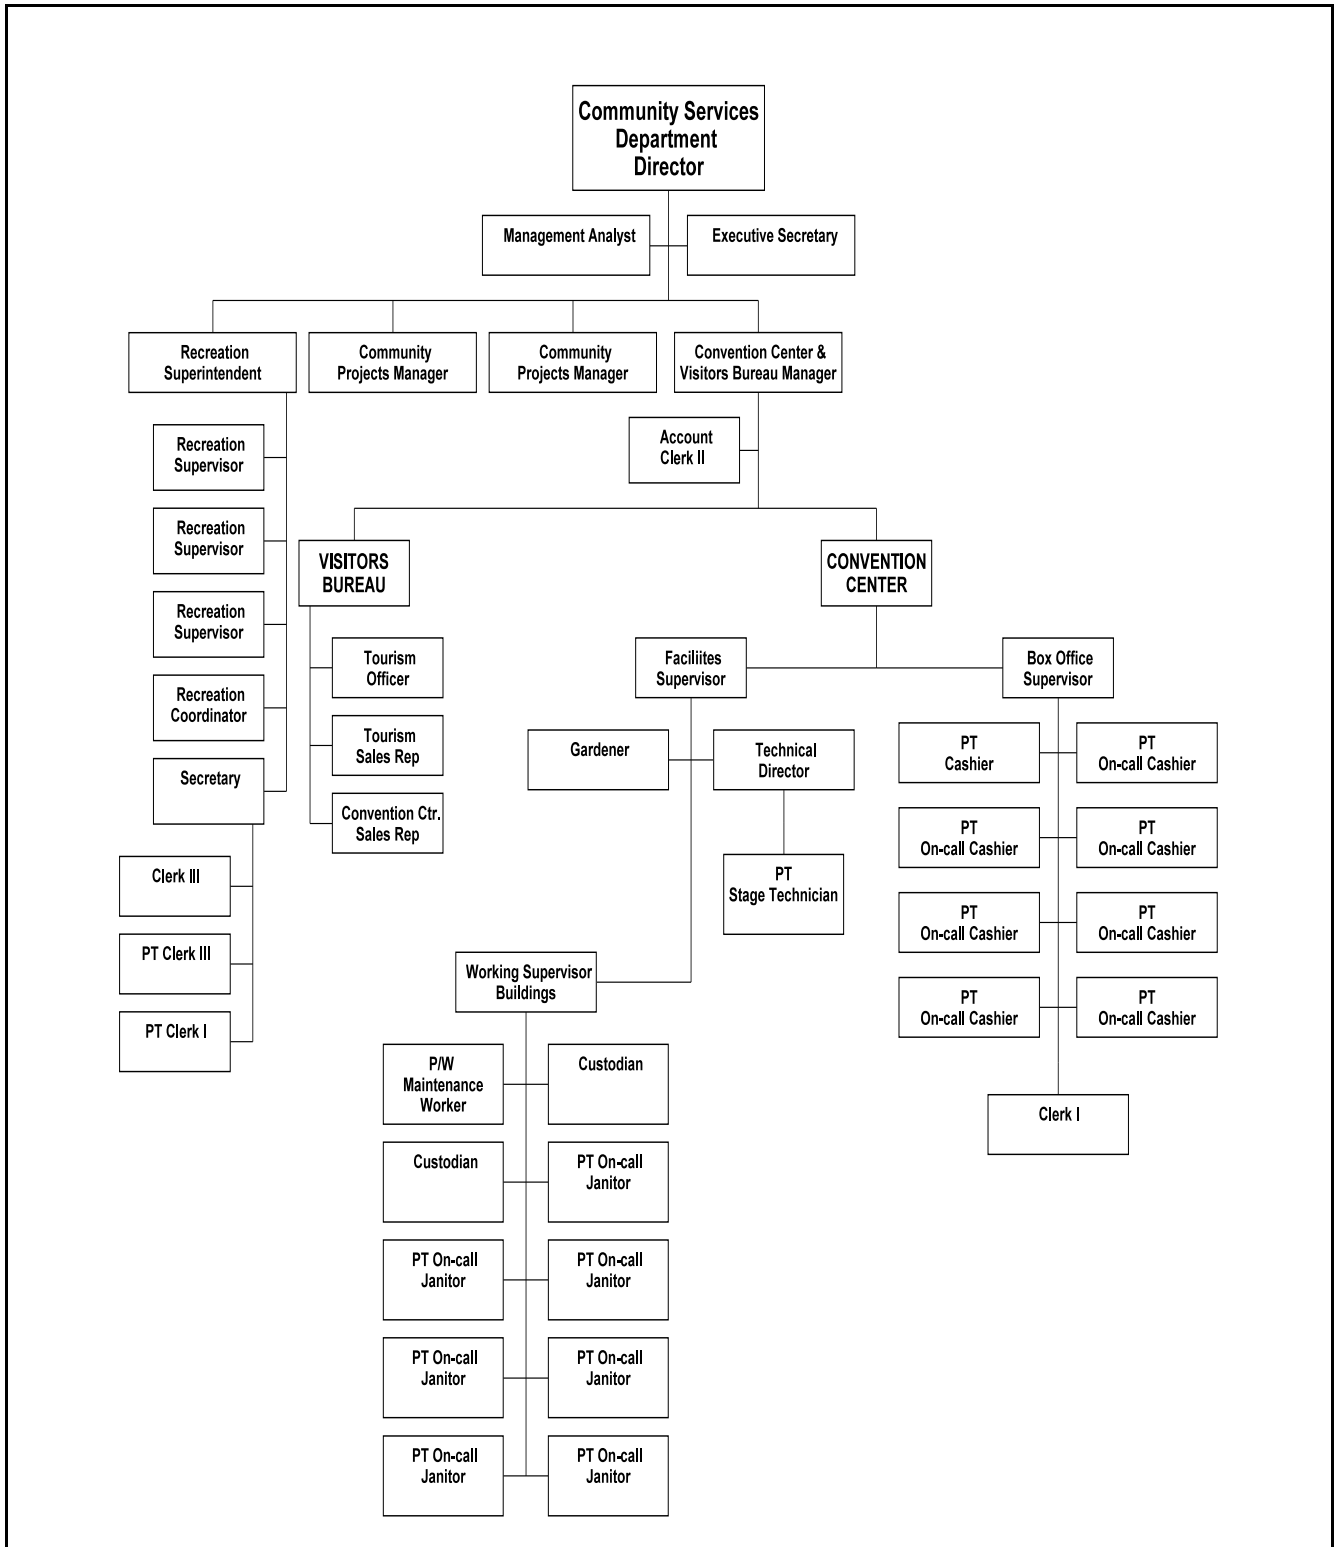 Community Services
Department
Director
Management Analyst
Executive Secretary
Recreation
Superintendent
Community
Projects Manager
Community
Projects Manager
Convention Center &
Visitors Bureau Manager
Account
Clerk II
Recreation
Supervisor
Recreation
Supervisor
Recreation
Supervisor
Recreation
Coordinator
Secretary
Clerk III
PT Clerk III
PT Clerk I
VISITORS
BUREAU
Tourism
Officer
Tourism
Sales Rep
Convention Ctr.
Sales Rep
CONVENTION
CENTER
Faciliites
Supervisor
Box Office
Supervisor
Gardener
Technical
Director
PT
Stage Technician
Working Supervisor
Buildings
P/W
Maintenance
Worker
Custodian
Custodian
PT On-call
Janitor
PT On-call
Janitor
PT On-call
Janitor
PT On-call
Janitor
PT On-call
Janitor
PT On-call
Janitor
PT On-call
Janitor
PT
Cashier
PT
On-call Cashier
PT
On-call Cashier
PT
On-call Cashier
PT
On-call Cashier
PT
On-call Cashier
PT
On-call Cashier
PT
On-call Cashier
Clerk I